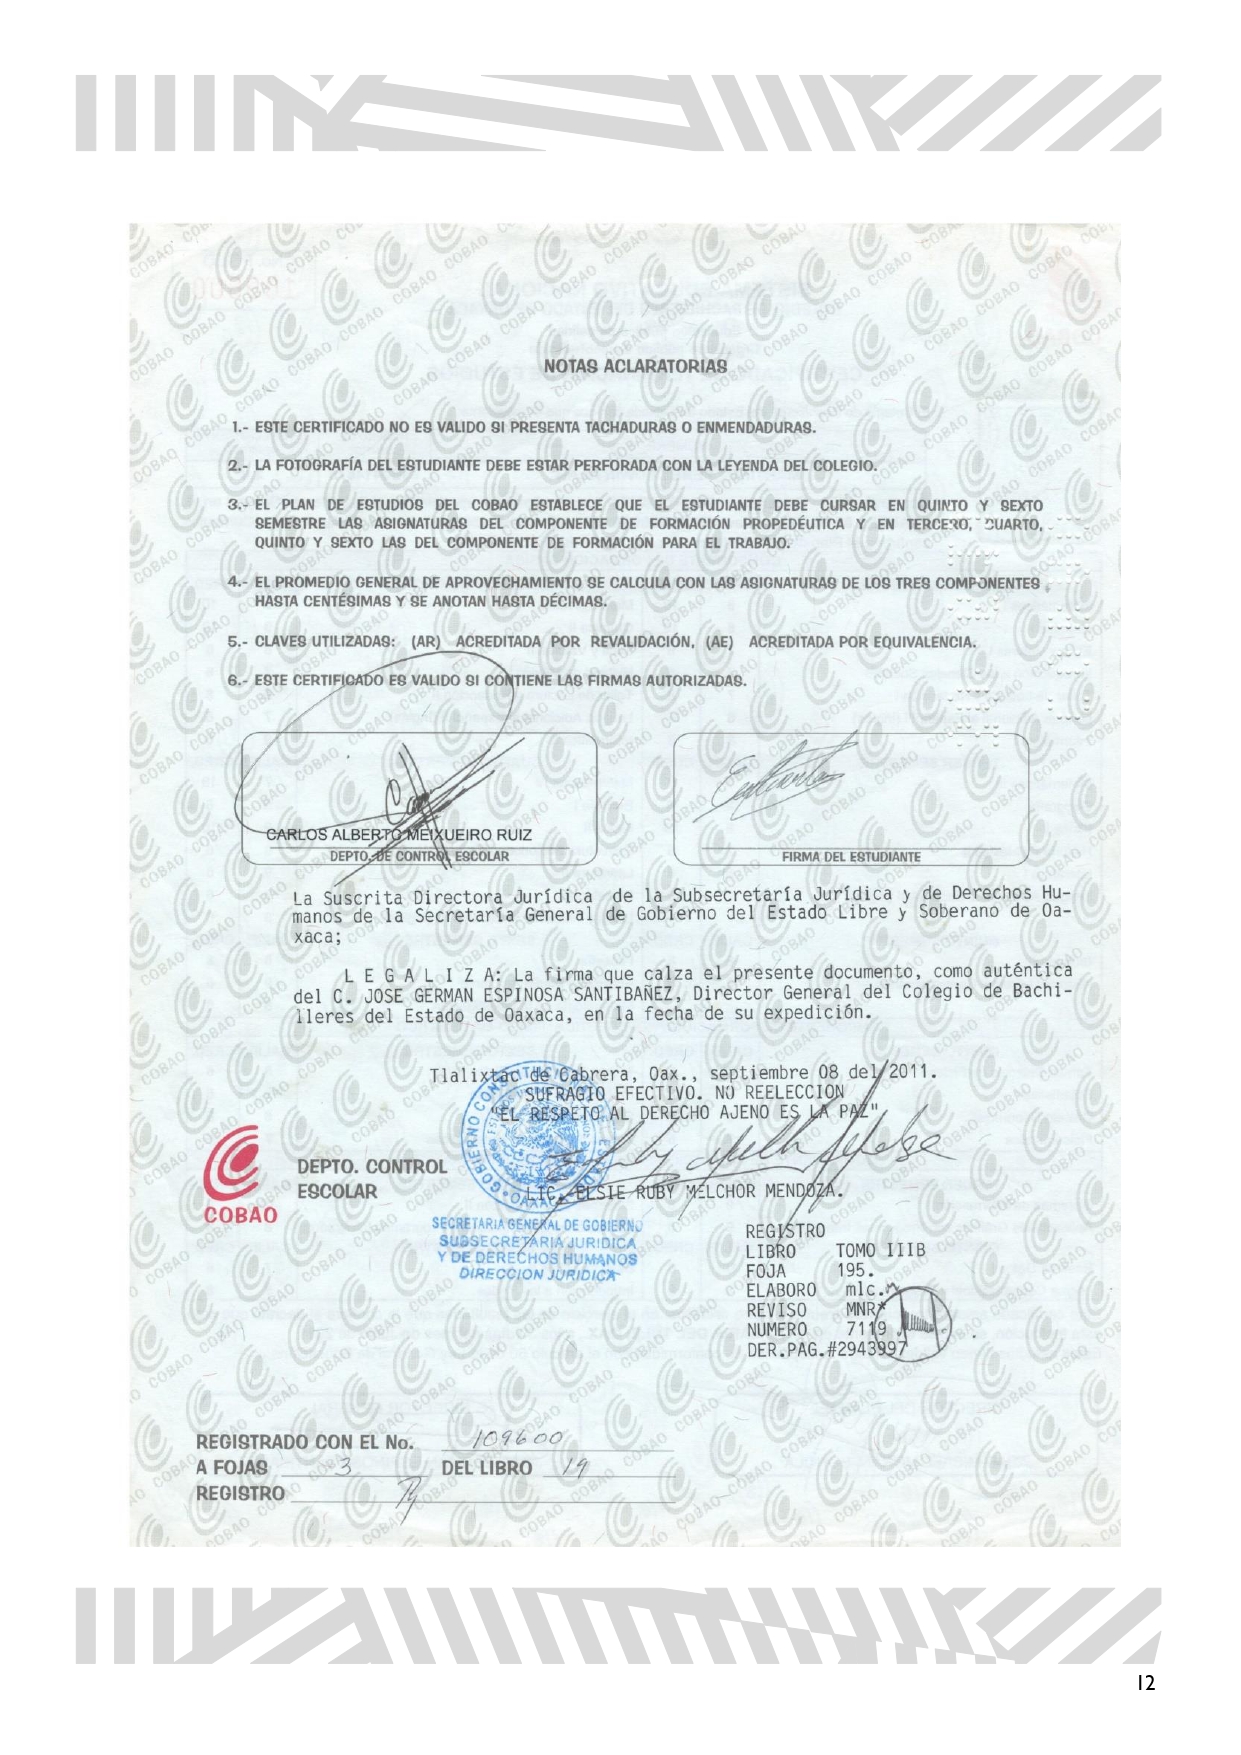 NOTAS ACLARATORIAS
1.- ESTE CERTIFICADO NO ES VALIDO SI PRESENTA TACHADURAS O ENMENDADURAS.
2.- LA FOTOGRAFÍA DEL ESTUDIANTE DEBE ESTAR PERFORADA CON LA LEYENDA DEL COLEGIO.
3.- EL PLAN DE ESTUDIOS DEL COBAO ESTABLECE QUE EL ESTUDIANTE DEBE CURSAR EN QUINTO Y SEXTO
SEMESTRE LAS ASIGNATURAS DEL COMPONENTE DE FORMACIÓN PROPEDÉUTICA Y EN TERCERO, CUARTO,
QUINTO Y SEXTO LAS DEL COMPONENTE DE FORMACIÓN PARA EL TRABAJO.
4.- EL PROMEDIO GENERAL DE APROVECHAMIENTO SE CALCULA CON LAS ASIGNATURAS DE LOS TRES COMPONENTES
HASTA CENTÉSIMAS Y SE ANOTAN HASTA DÉCIMAS.
5.- CLAVES UTILIZADAS: (AR) ACREDITADA POR REVALIDACIÓN, (AE) ACREDITADA POR EQUIVALENCIA.
6.- ESTE CERTIFICADO ES VALIDO SI CONTIENE LAS FIRMAS AUTORIZADAS.
CARLOS ALBERTO MEIXUEIRO RUIZ
DEPTO. DE CONTROL ESCOLAR
FIRMA DEL ESTUDIANTE
La Suscrita Directora Jurídica de la Subsecretaría Jurídica y de Derechos Hu-
manos de la Secretaría General de Gobierno del Estado Libre y Soberano de Oa-
xaca;
L E G A L I Z A: La firma que calza el presente documento, como auténtica
del C. JOSE GERMAN ESPINOSA SANTIBAÑEZ, Director General del Colegio de Bachi-
lleres del Estado de Oaxaca, en la fecha de su expedición.
Tlalixtac de Cabrera, Oax., septiembre 08 del 2011.
SUFRAGIO EFECTIVO. NO REELECCION
"EL RESPETO AL DERECHO AJENO ES LA PAZ"
LIC. ELSIE RUBY MELCHOR MENDOZA.
COBAO
DEPTO. CONTROL
ESCOLAR
SECRETARIA GENERAL DE GOBIERNO
SUBSECRETARIA JURIDICA
Y DE DERECHOS HUMANOS
DIRECCION JURIDICA
REGISTRO
LIBRO TOMO IIIB
FOJA 195.
ELABORO mlc.
REVISO MNR*
NUMERO 7119
DER.PAG.#2943997
REGISTRADO CON EL No. 109600
A FOJAS 3 DEL LIBRO 19
REGISTRO
12